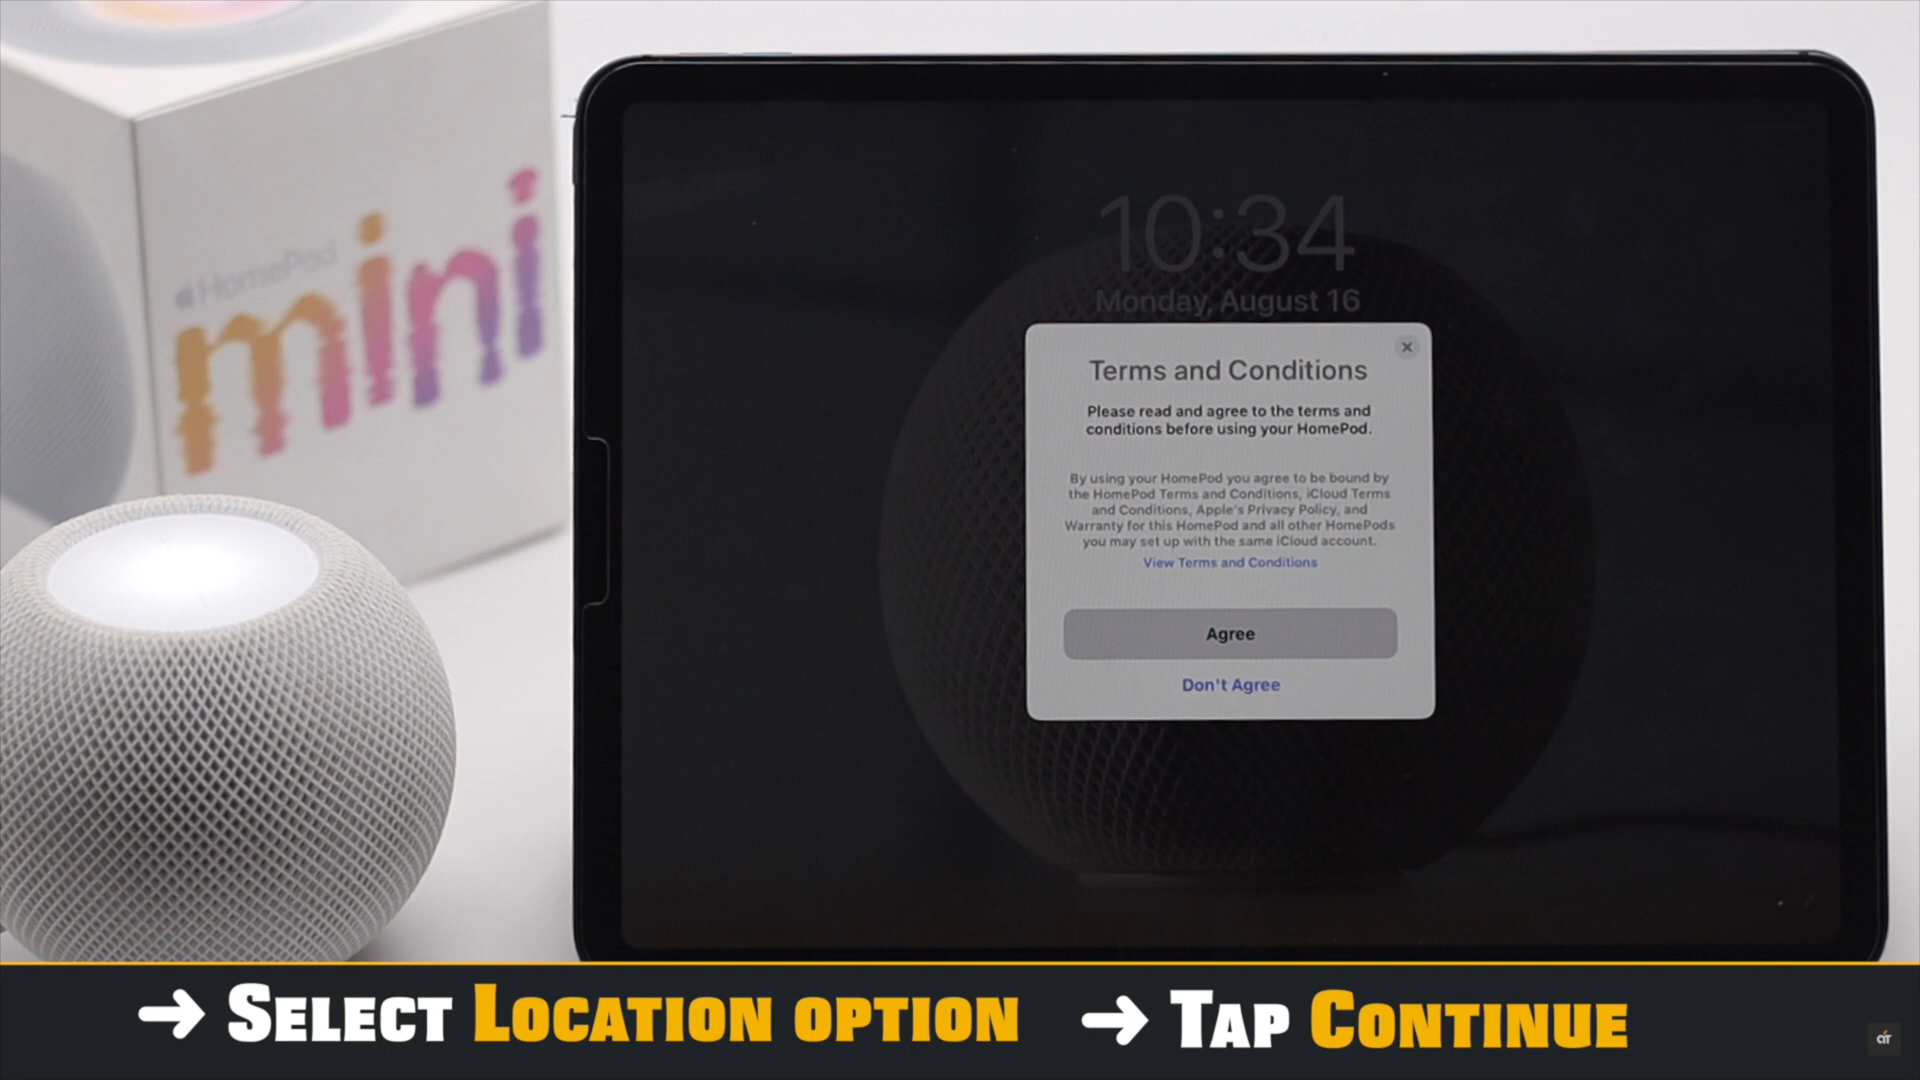 HomePod
mini
10:34
Monday, August 16
Terms and Conditions
Please read and agree to the terms and
conditions before using your HomePod.
By using your HomePod you agree to be bound by
the HomePod Terms and Conditions, iCloud Terms
and Conditions, Apple's Privacy Policy, and
Warranty for this HomePod and all other HomePods
you may set up with the same iCloud account.
View Terms and Conditions
Agree
Don't Agree
➔ SELECT LOCATION OPTION ➔ TAP CONTINUE
air